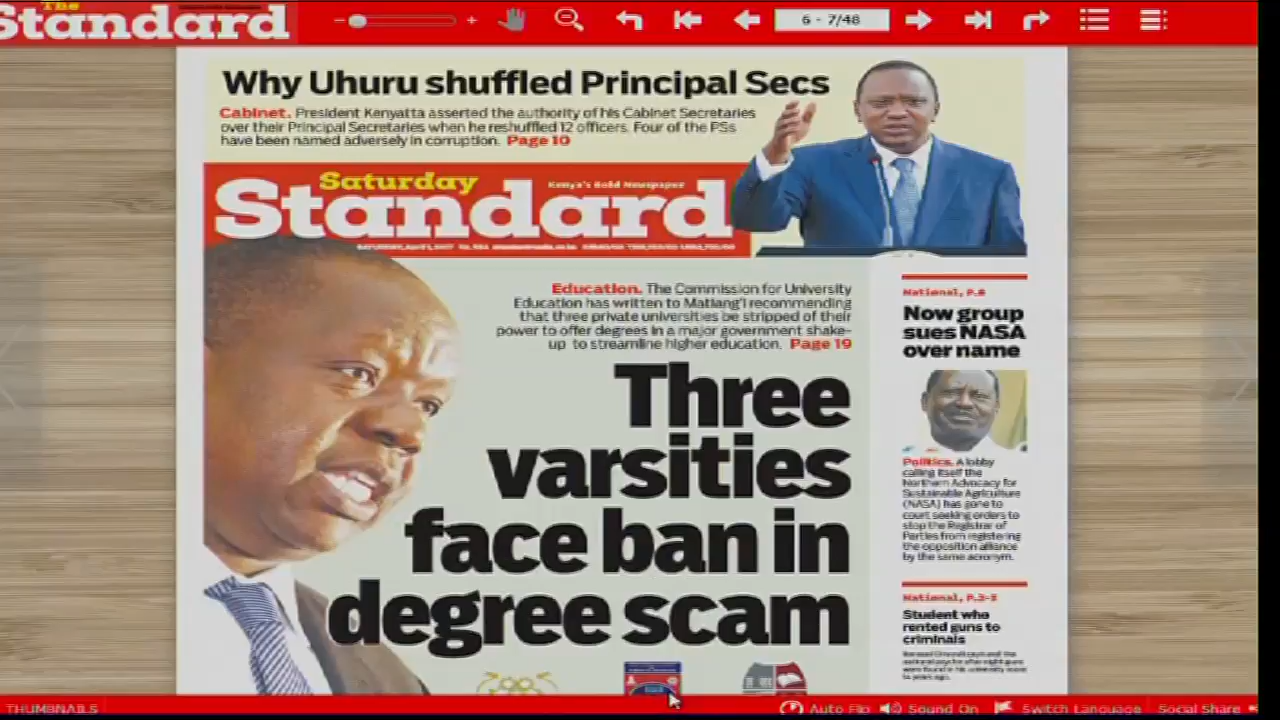 The
Standard
6 - 7/48
Why Uhuru shuffled Principal Secs
Cabinet. President Kenyatta asserted the authority of his Cabinet Secretaries
over their Principal Secretaries when he reshuffled 12 officers. Four of the PSs
have been named adversely in corruption. Page 10
Saturday
Kenya's Bold Newspaper
Standard
Education. The Commission for University
Education has written to Matiang'i recommending
that three private universities be stripped of their
power to offer degrees in a major government shake-
up to streamline higher education. Page 19
Three
varsities
face ban in
degree scam
National, P.8
Now group
sues NASA
over name
Politics. A lobby
calling itself the
Northern Advocacy for
Sustainable Agriculture
(NASA) has gone to
court seeking orders to
stop the Registrar of
Parties from registering
the opposition alliance
by the same acronym.
National, P.2-3
Student who
rented guns to
criminals
THUMBNAILS
Auto Flip
Sound On
Switch Language
Social Share